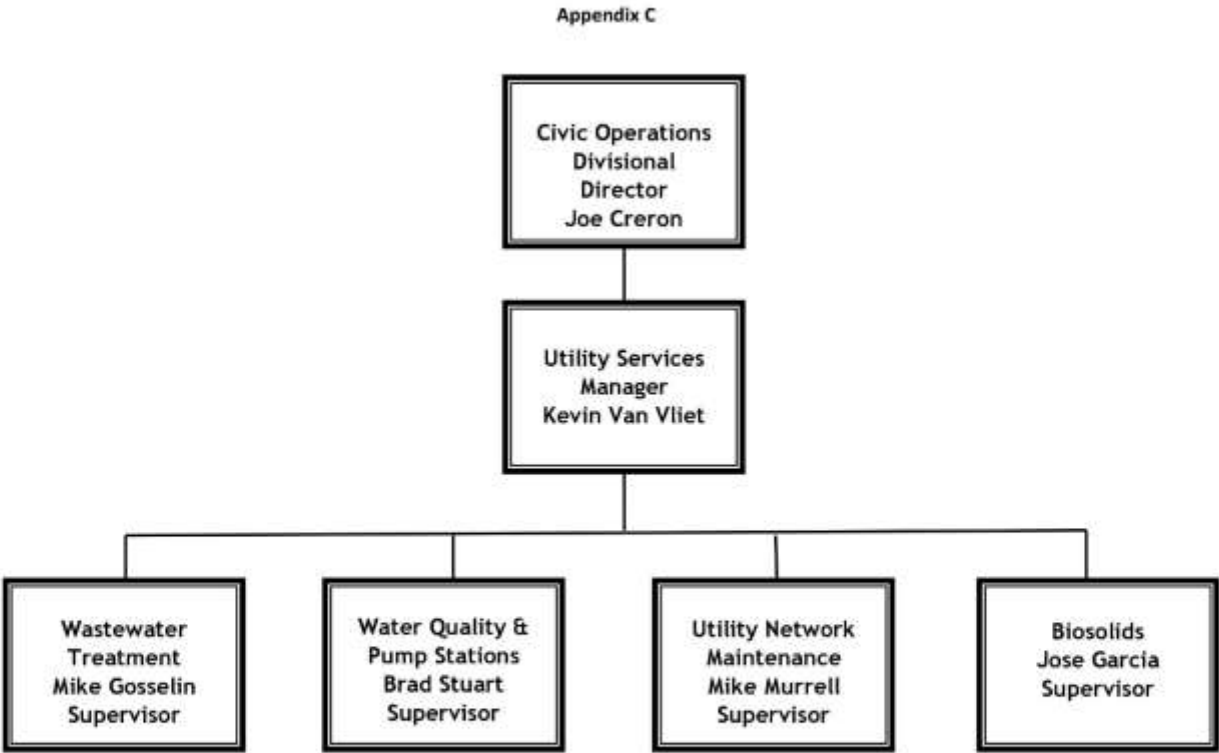 Appendix C
Civic Operations
Divisional
Director
Joe Creron
Utility Services
Manager
Kevin Van Vliet
Wastewater
Treatment
Mike Gosselin
Supervisor
Water Quality &
Pump Stations
Brad Stuart
Supervisor
Utility Network
Maintenance
Mike Murrell
Supervisor
Biosolids
Jose Garcia
Supervisor